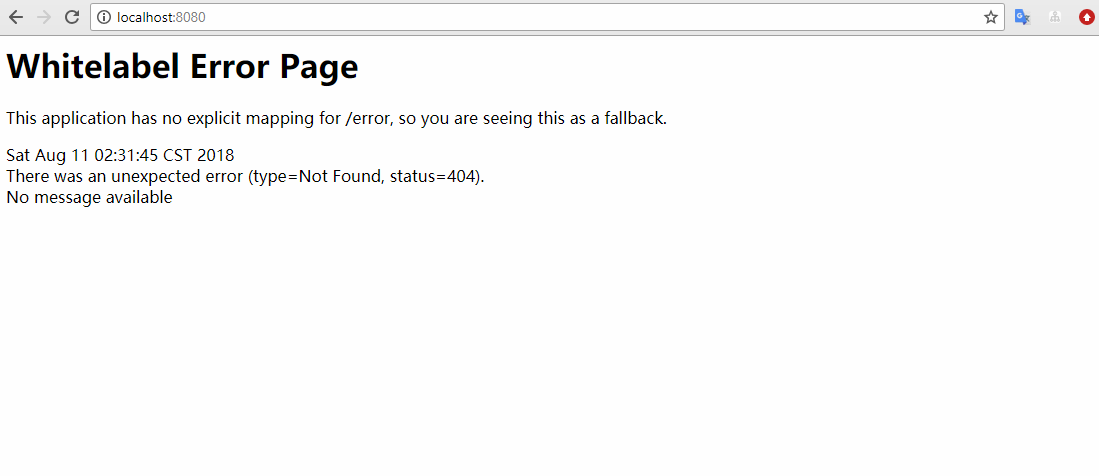 localhost:8080
Whitelabel Error Page
This application has no explicit mapping for /error, so you are seeing this as a fallback.
Sat Aug 11 02:31:45 CST 2018
There was an unexpected error (type=Not Found, status=404).
No message available